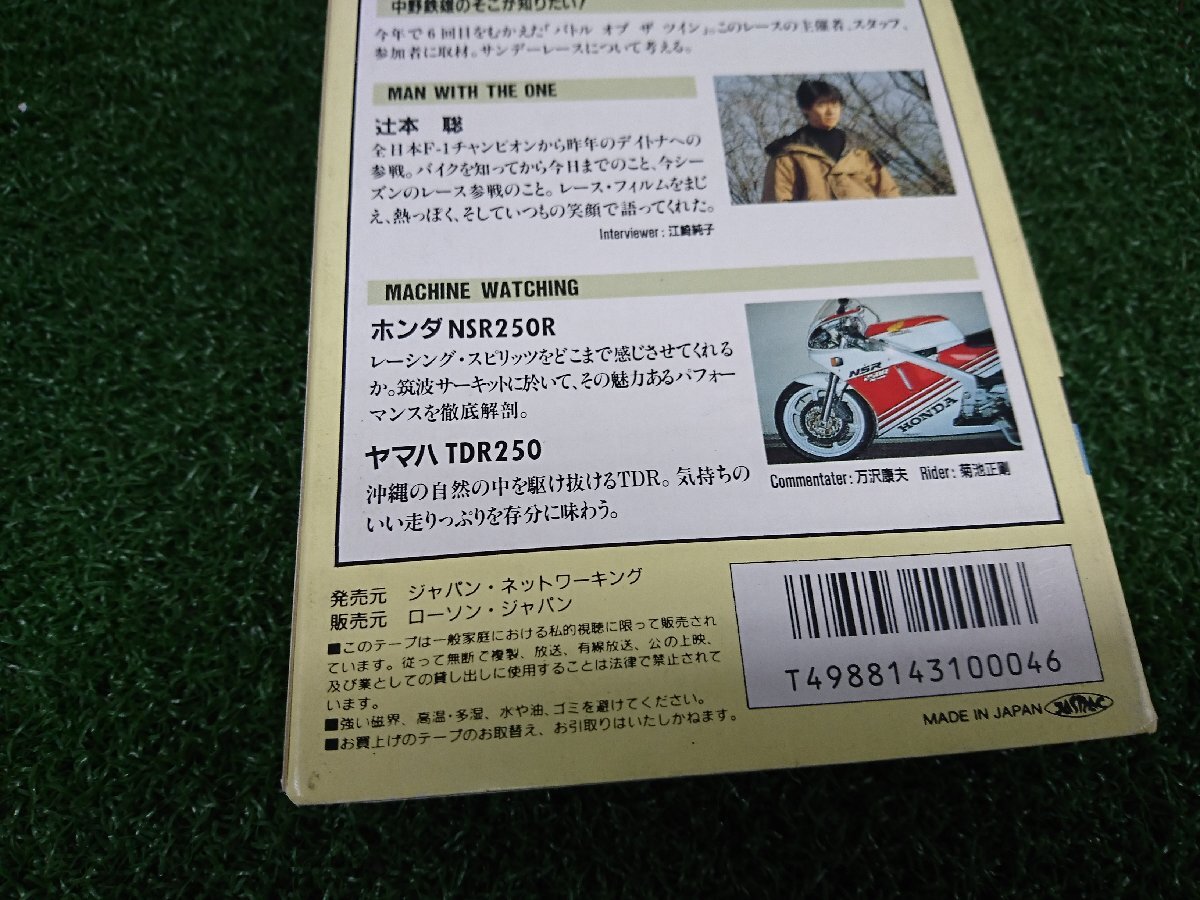 中野鉄雄のそこが知りたい!
今年で6回目をむかえた「バトル オブ ザ ツイン」。このレースの主催者、スタッフ、
参加者に取材。サンデーレースについて考える。
MAN WITH THE ONE
辻本 聡
全日本F-1チャンピオンから昨年のデイトナへの
参戦。バイクを知ってから今日までのこと、今シー
ズンのレース参戦のこと。レース・フィルムをまじ
え、熱っぽく、そしていつもの笑顔で語ってくれた。
Interviewer : 江崎純子
MACHINE WATCHING
ホンダ NSR250R
レーシング・スピリッツをどこまで感じさせてくれる
か。筑波サーキットに於いて、その魅力あるパフォー
マンスを徹底解剖。
NSR
HONDA
ヤマハ TDR250
沖縄の自然の中を駆け抜けるTDR。気持ちの
いい走りっぷりを存分に味わう。
Commentater : 万沢康夫 Rider : 菊池正剛
発売元 ジャパン・ネットワーキング
販売元 ローソン・ジャパン
■このテープは一般家庭における私的視聴に限って販売され
ています。従って無断で複製、放送、有線放送、公の上映、
及び業としての貸し出しに使用することは法律で禁止されて
います。
■強い磁界、高温・多湿、水や油、ゴミを避けてください。
■お買上げのテープのお取替え、お引取りはいたしかねます。
T4988143100046
MADE IN JAPAN